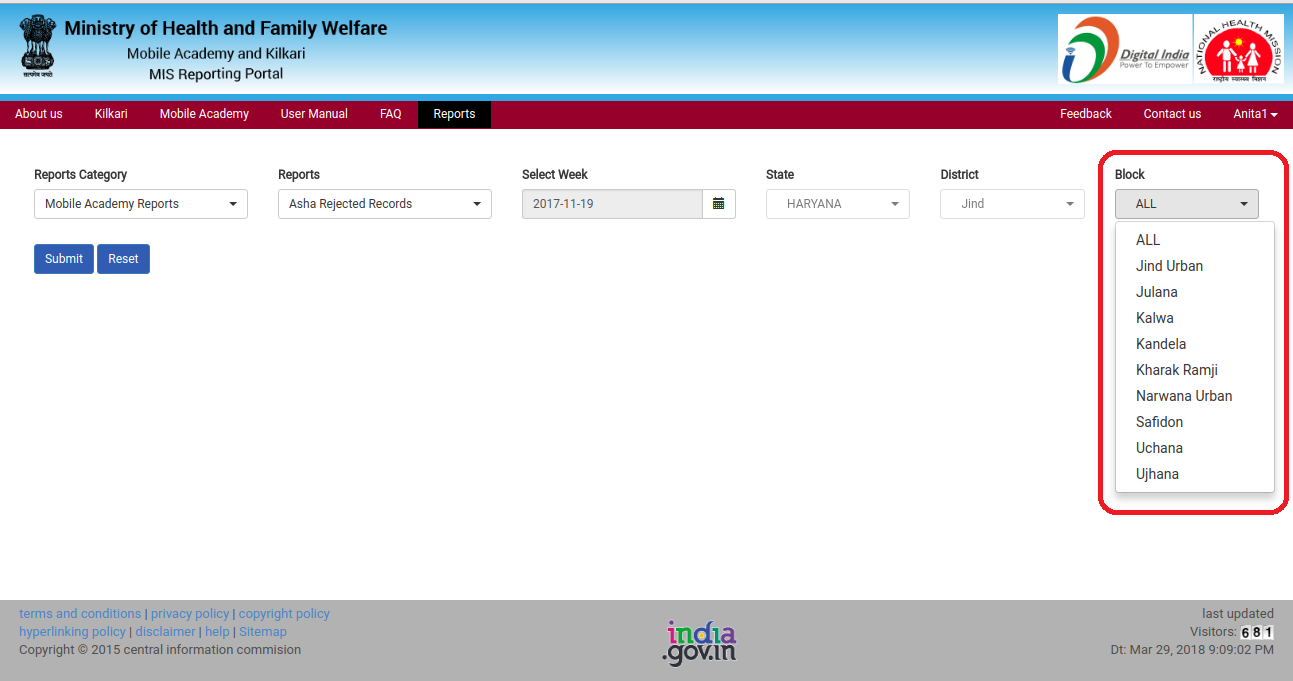 Ministry of Health and Family Welfare
Mobile Academy and Kilkari
MIS Reporting Portal
सत्यमेव जयते
Digital India
Power To Empower
NATIONAL HEALTH MISSION
राष्ट्रीय स्वास्थ्य मिशन
About us Kilkari Mobile Academy User Manual FAQ Reports Feedback Contact us Anita1
Reports Category Reports Select Week State District Block
Mobile Academy Reports Asha Rejected Records 2017-11-19 HARYANA Jind ALL
ALL
Jind Urban
Julana
Kalwa
Kandela
Kharak Ramji
Narwana Urban
Safidon
Uchana
Ujhana
Submit Reset
terms and conditions | privacy policy | copyright policy
hyperlinking policy | disclaimer | help | Sitemap
Copyright © 2015 central information commision
india
.gov.in
last updated
Visitors: 681
Dt: Mar 29, 2018 9:09:02 PM